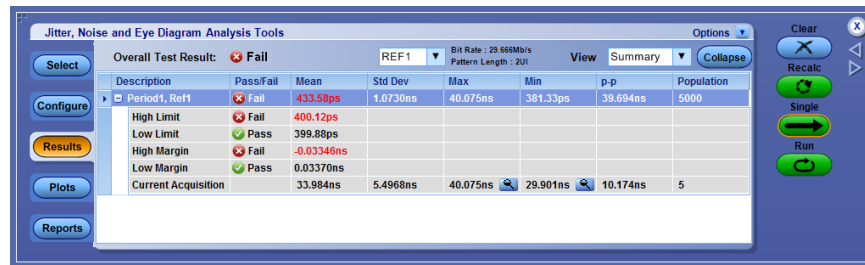 Jitter, Noise and Eye Diagram Analysis Tools
Options
Clear
Select
Overall Test Result: Fail
REF1
Bit Rate : 29.666Mb/s
Pattern Length : 2UI
View Summary
Collapse
Recalc
Description Pass/Fail Mean Std Dev Max Min p-p Population
Period1, Ref1 Fail 433.58ps 1.0730ns 40.075ns 381.33ps 39.694ns 5000
Configure
Single
High Limit Fail 400.12ps
Low Limit Pass 399.88ps
Results
Run
High Margin Fail -0.03346ns
Low Margin Pass 0.03370ns
Plots
Current Acquisition 33.984ns 5.4968ns 40.075ns 29.901ns 10.174ns 5
Reports